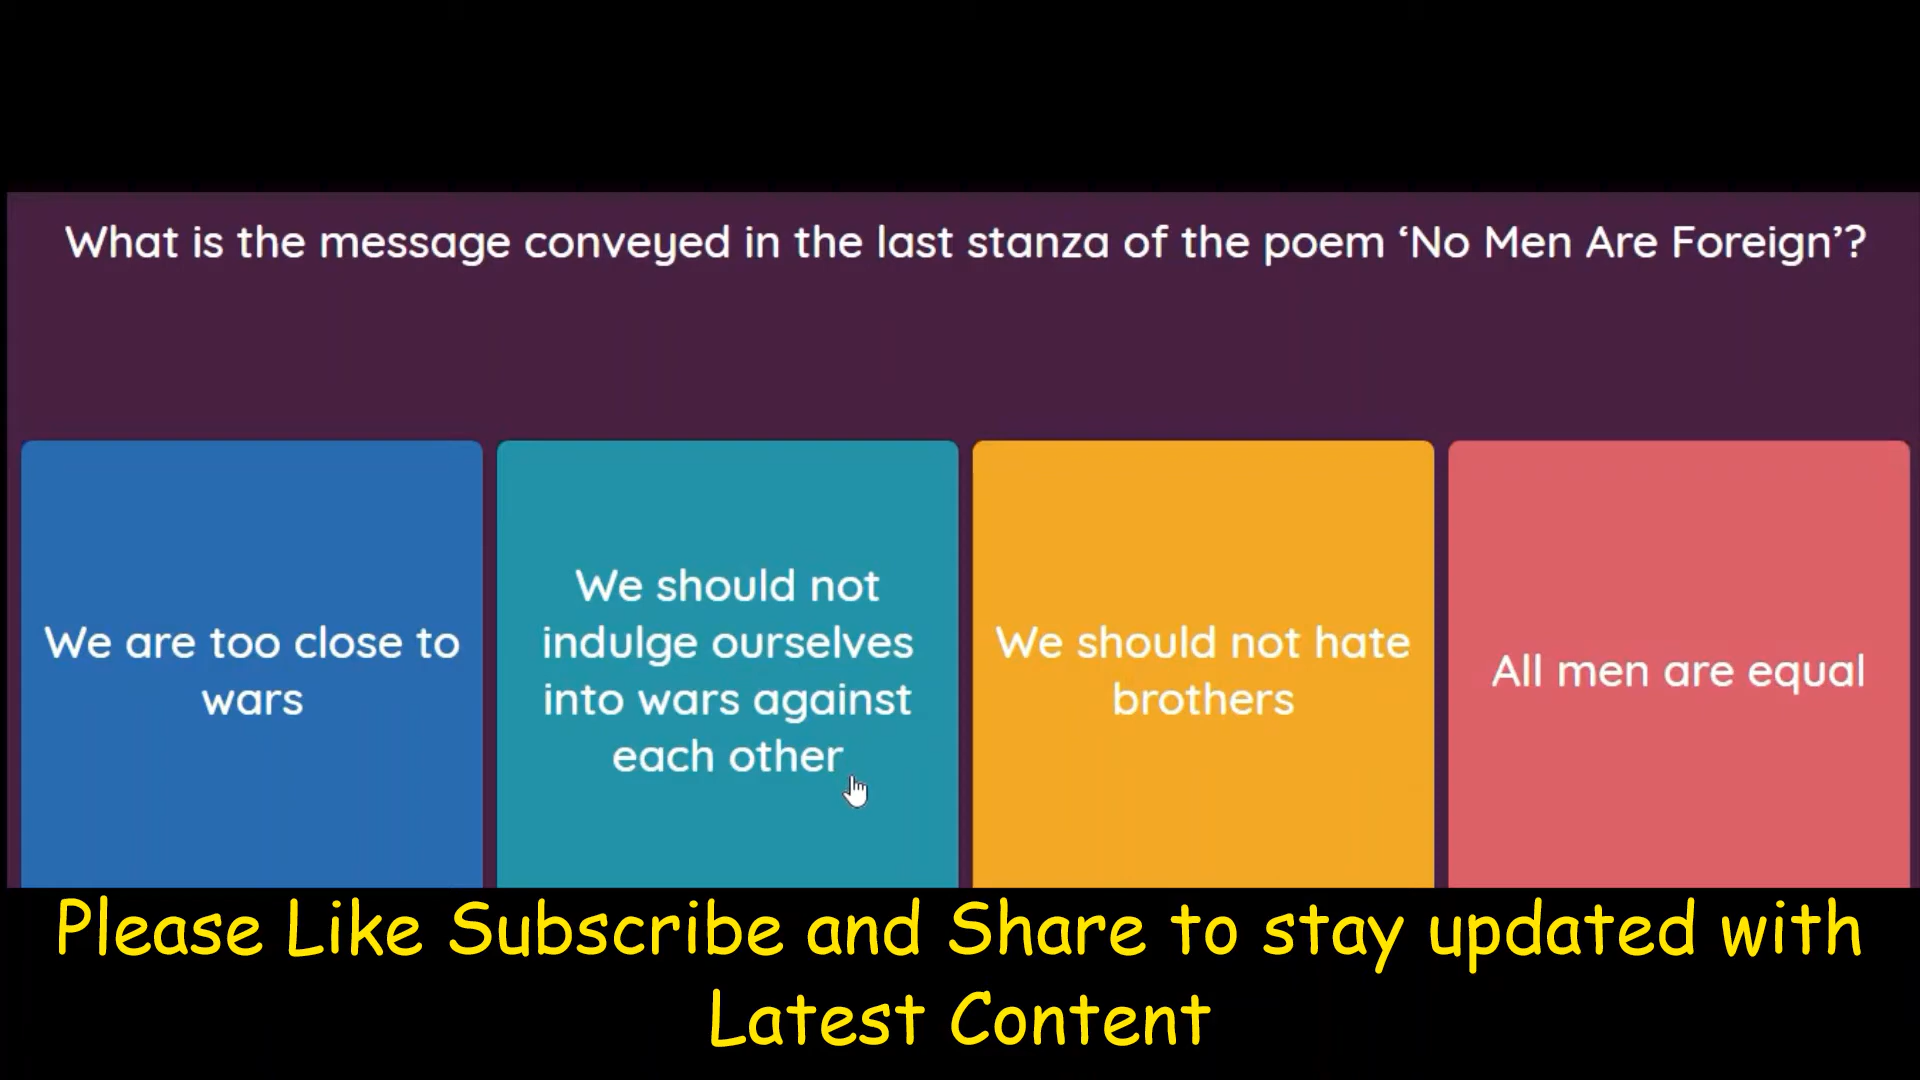 What is the message conveyed in the last stanza of the poem ‘No Men Are Foreign’?
We are too close to
wars
We should not
indulge ourselves
into wars against
each other
We should not hate
brothers
All men are equal
Please Like Subscribe and Share to stay updated with
Latest Content